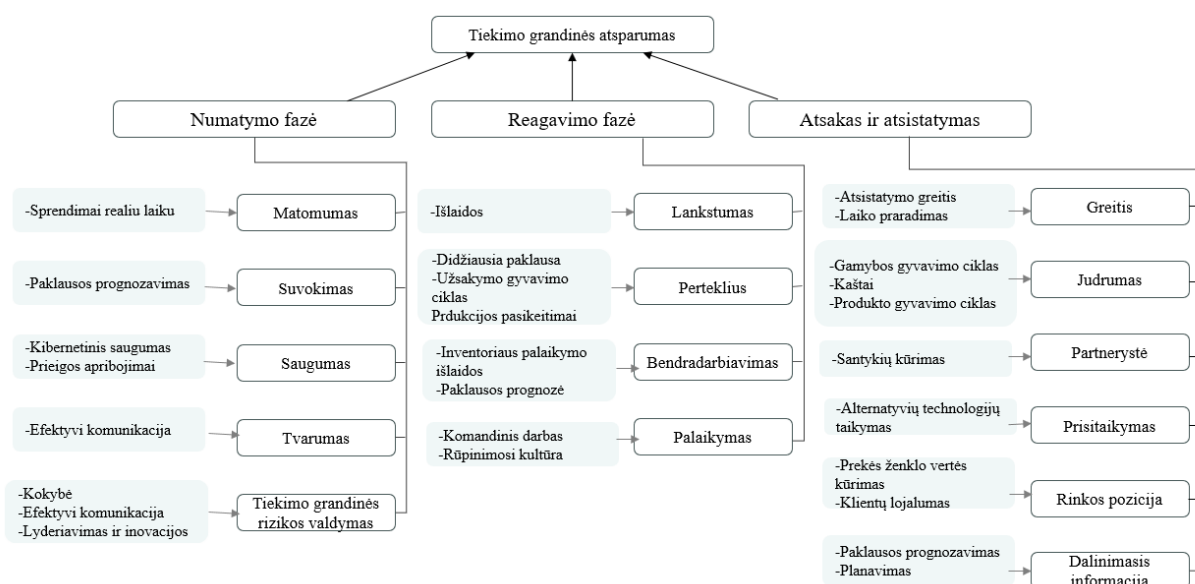 Tiekimo grandinės atsparumas
Numatymo fazė
Reagavimo fazė
Atsakas ir atsistatymas
-Sprendimai realiu laiku
Matomumas
-Paklausos prognozavimas
Suvokimas
-Kibernetinis saugumas
-Prieigos apribojimai
Saugumas
-Efektyvi komunikacija
Tvarumas
-Kokybė
-Efektyvi komunikacija
-Lyderiavimas ir inovacijos
Tiekimo grandinės
rizikos valdymas
-Išlaidos
Lankstumas
-Didžiausia paklausa
-Užsakymo gyvavimo
ciklas
Prdukcijos pasikeitimai
Perteklius
-Inventoriaus palaikymo
išlaidos
-Paklausos prognozė
Bendradarbiavimas
-Komandinis darbas
-Rūpinimosi kultūra
Palaikymas
-Atsistatymo greitis
-Laiko praradimas
Greitis
-Gamybos gyvavimo ciklas
-Kaštai
-Produkto gyvavimo ciklas
Judrumas
-Santykių kūrimas
Partnerystė
-Alternatyvių technologijų
taikymas
Prisitaikymas
-Prekės ženklo vertės
kūrimas
-Klientų lojalumas
Rinkos pozicija
-Paklausos prognozavimas
-Planavimas
Dalinimasis
informacija